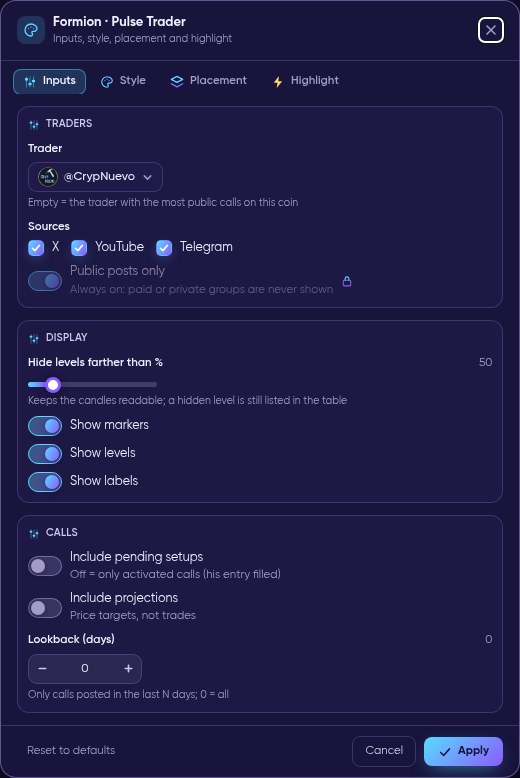 Formion · Pulse Trader
Inputs, style, placement and highlight
Inputs
Style
Placement
Highlight
TRADERS
Trader
@CrypNuevo
Empty = the trader with the most public calls on this coin
Sources
X
YouTube
Telegram
Public posts only
Always on: paid or private groups are never shown
DISPLAY
Hide levels farther than %
50
Keeps the candles readable; a hidden level is still listed in the table
Show markers
Show levels
Show labels
CALLS
Include pending setups
Off = only activated calls (his entry filled)
Include projections
Price targets, not trades
Lookback (days)
0
− 0 +
Only calls posted in the last N days; 0 = all
Reset to defaults
Cancel
Apply